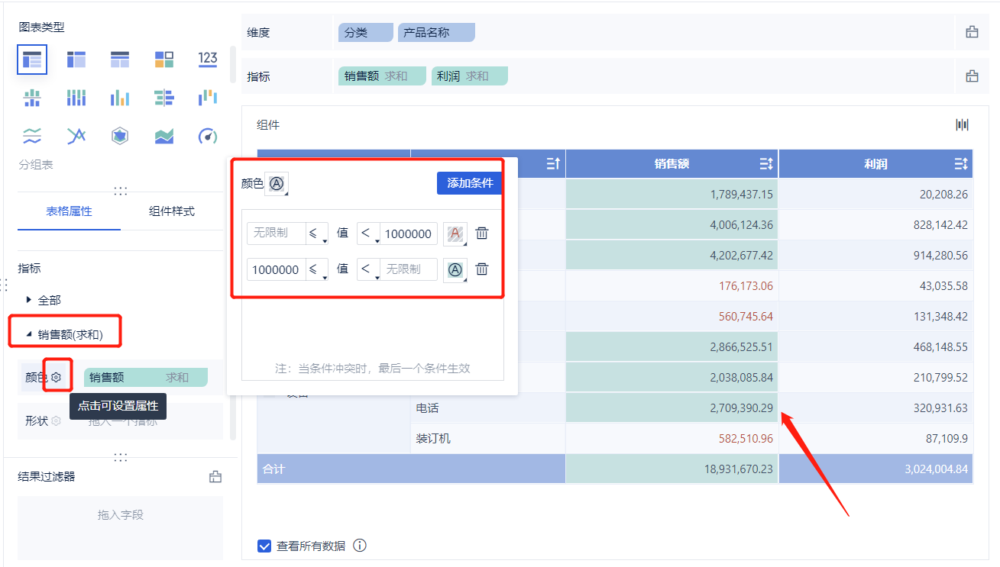 图表类型
123
分组表
表格属性 组件样式
指标
全部
销售额(求和)
颜色 销售额 求和
点击可设置属性
形状 拖入一个指标
结果过滤器
拖入字段
维度 分类 产品名称
指标 销售额 求和 利润 求和
组件
销售额 利润
颜色 A 添加条件
无限制 ≤ 值 < 1000000 A
1000000 ≤ 值 < 无限制 A
注：当条件冲突时，最后一个条件生效
1,789,437.15 20,208.26
4,006,124.36 828,142.42
4,202,677.42 914,280.56
176,173.06 43,035.58
560,745.64 131,348.42
2,866,525.51 468,148.55
2,038,085.84 210,799.52
设备 电话 2,709,390.29 320,931.63
装订机 582,510.96 87,109.9
合计 18,931,670.23 3,024,004.84
查看所有数据